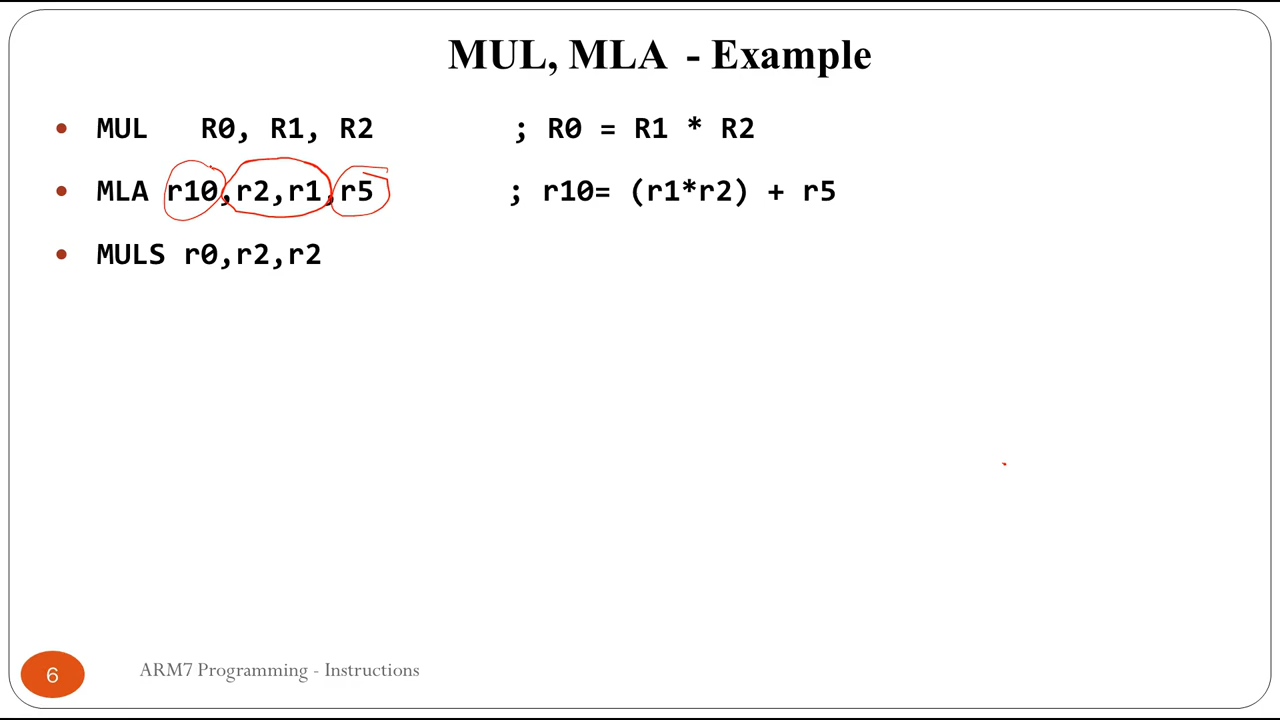 MUL, MLA - Example
• MUL R0, R1, R2 ; R0 = R1 * R2
• MLA r10,r2,r1,r5 ; r10= (r1*r2) + r5
• MULS r0,r2,r2
6 ARM7 Programming - Instructions